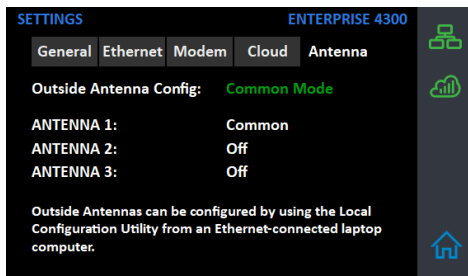 SETTINGS ENTERPRISE 4300
General Ethernet Modem Cloud Antenna
Outside Antenna Config: Common Mode
ANTENNA 1: Common
ANTENNA 2: Off
ANTENNA 3: Off
Outside Antennas can be configured by using the Local
Configuration Utility from an Ethernet-connected laptop
computer.